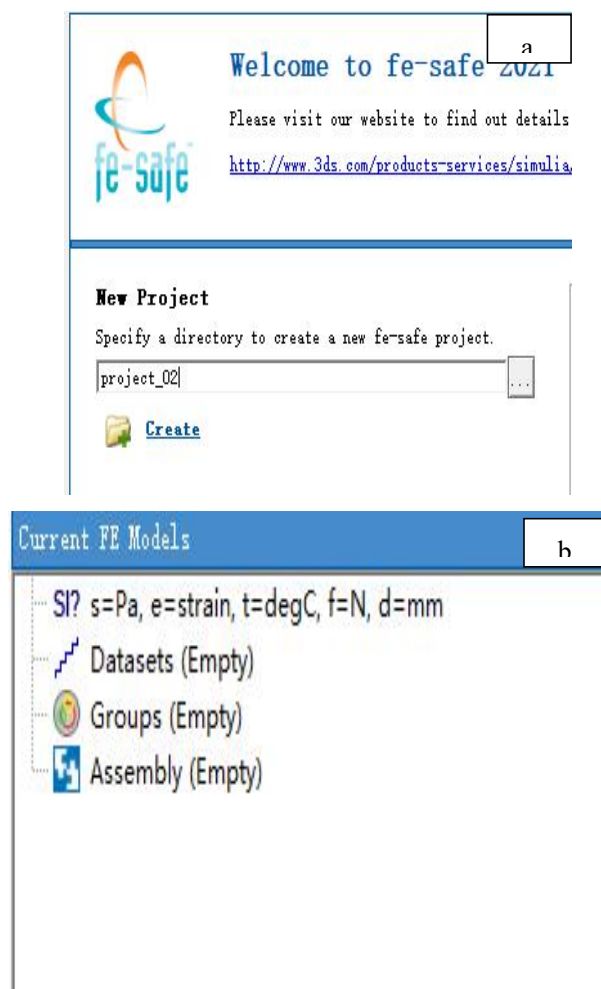 a
Welcome to fe-safe 2021
Please visit our website to find out details
http://www.3ds.com/products-services/simulia/
fe-safe™
New Project
Specify a directory to create a new fe-safe project.
project_02
...
Create
Current FE Models
b
SI? s=Pa, e=strain, t=degC, f=N, d=mm
Datasets (Empty)
Groups (Empty)
Assembly (Empty)